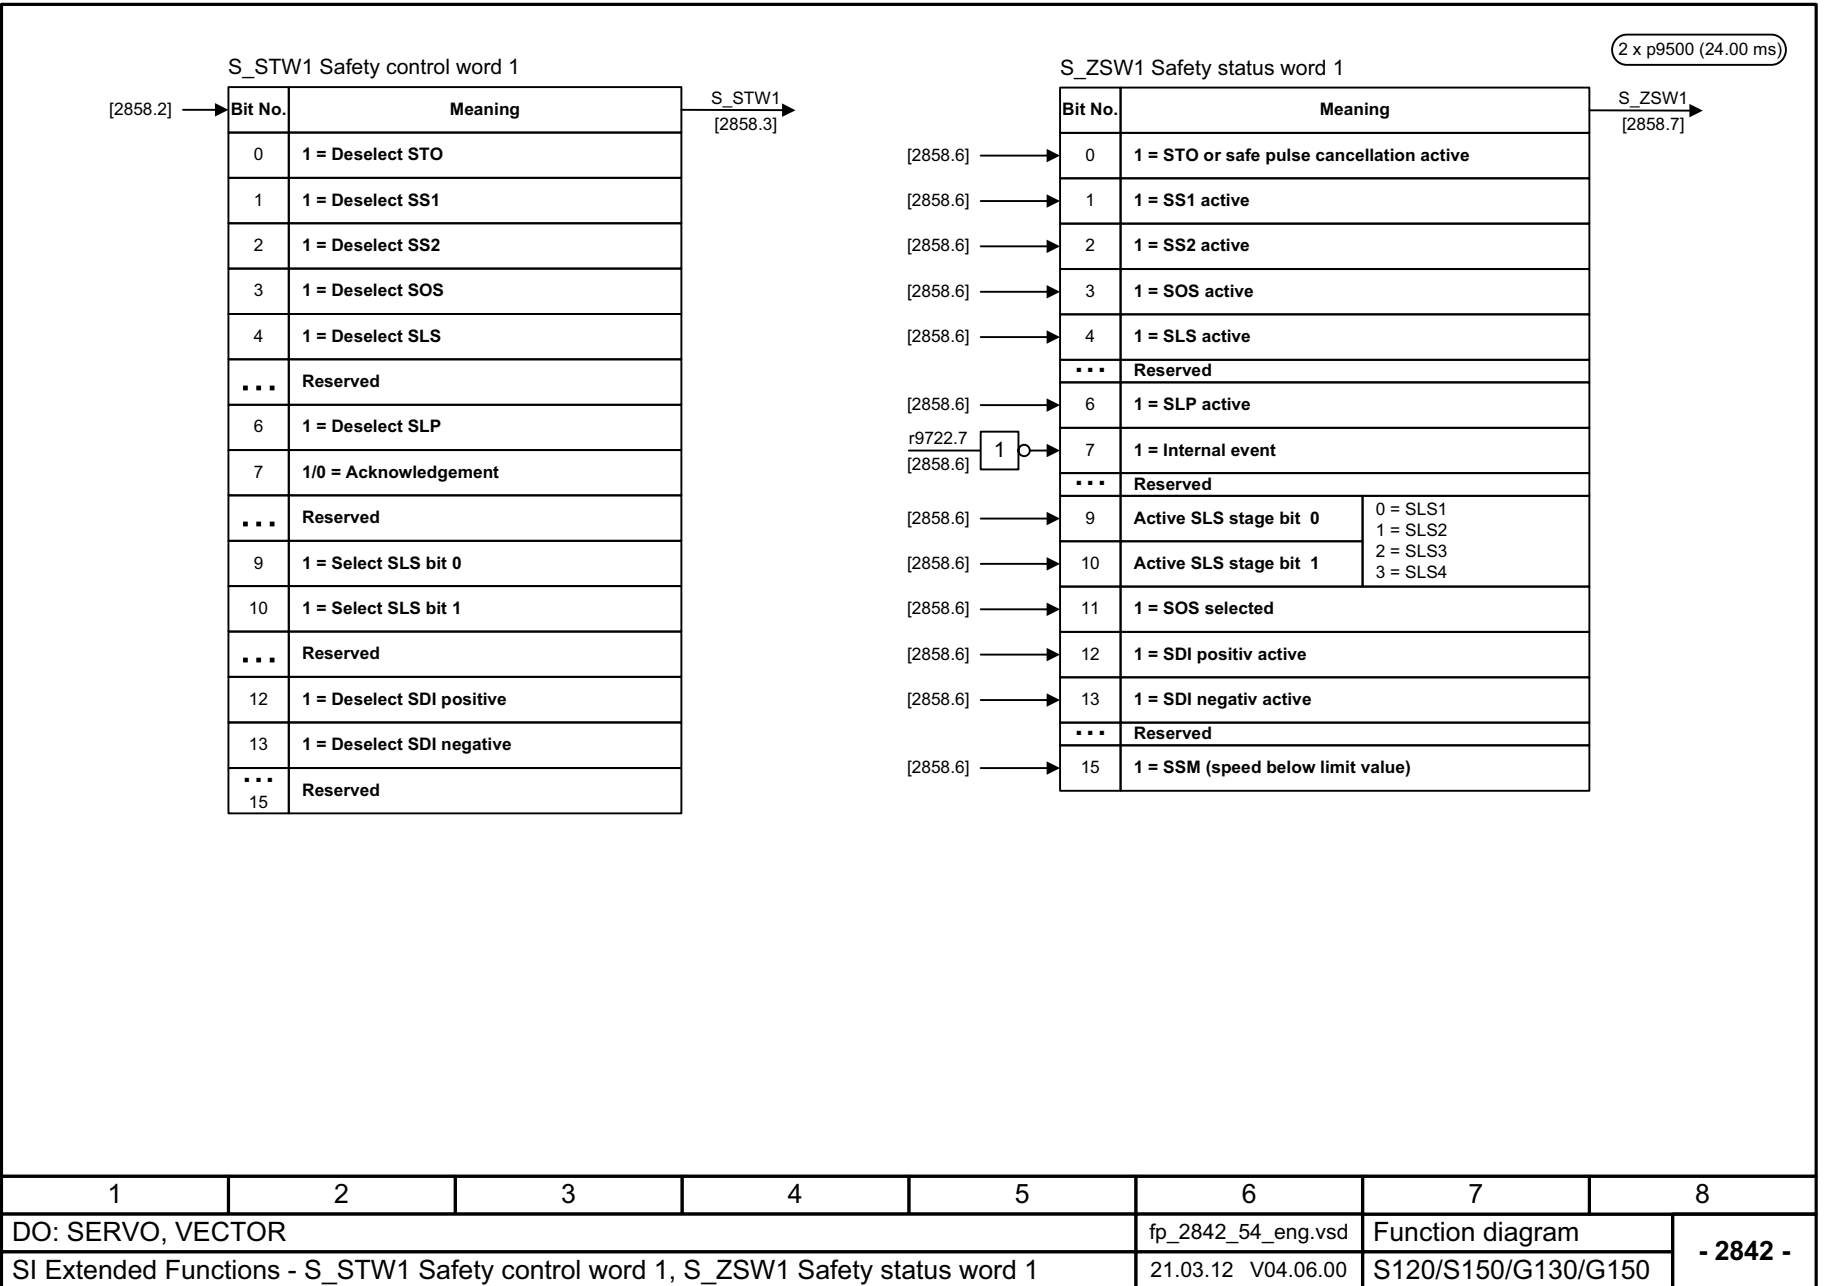 2 x p9500 (24.00 ms)
S_STW1 Safety control word 1
[2858.2]
Bit No. Meaning
S_STW1
[2858.3]
0 1 = Deselect STO
1 1 = Deselect SS1
2 1 = Deselect SS2
3 1 = Deselect SOS
4 1 = Deselect SLS
... Reserved
6 1 = Deselect SLP
7 1/0 = Acknowledgement
... Reserved
9 1 = Select SLS bit 0
10 1 = Select SLS bit 1
... Reserved
12 1 = Deselect SDI positive
13 1 = Deselect SDI negative
...
15 Reserved
S_ZSW1 Safety status word 1
Bit No. Meaning
S_ZSW1
[2858.7]
[2858.6] 0 1 = STO or safe pulse cancellation active
[2858.6] 1 1 = SS1 active
[2858.6] 2 1 = SS2 active
[2858.6] 3 1 = SOS active
[2858.6] 4 1 = SLS active
... Reserved
[2858.6] 6 1 = SLP active
r9722.7
[2858.6] 1 7 1 = Internal event
... Reserved
[2858.6] 9 Active SLS stage bit 0
[2858.6] 10 Active SLS stage bit 1
0 = SLS1
1 = SLS2
2 = SLS3
3 = SLS4
[2858.6] 11 1 = SOS selected
[2858.6] 12 1 = SDI positiv active
[2858.6] 13 1 = SDI negativ active
... Reserved
[2858.6] 15 1 = SSM (speed below limit value)
1 2 3 4 5 6 7 8
DO: SERVO, VECTOR
fp_2842_54_eng.vsd
Function diagram
- 2842 -
SI Extended Functions - S_STW1 Safety control word 1, S_ZSW1 Safety status word 1
21.03.12 V04.06.00
S120/S150/G130/G150